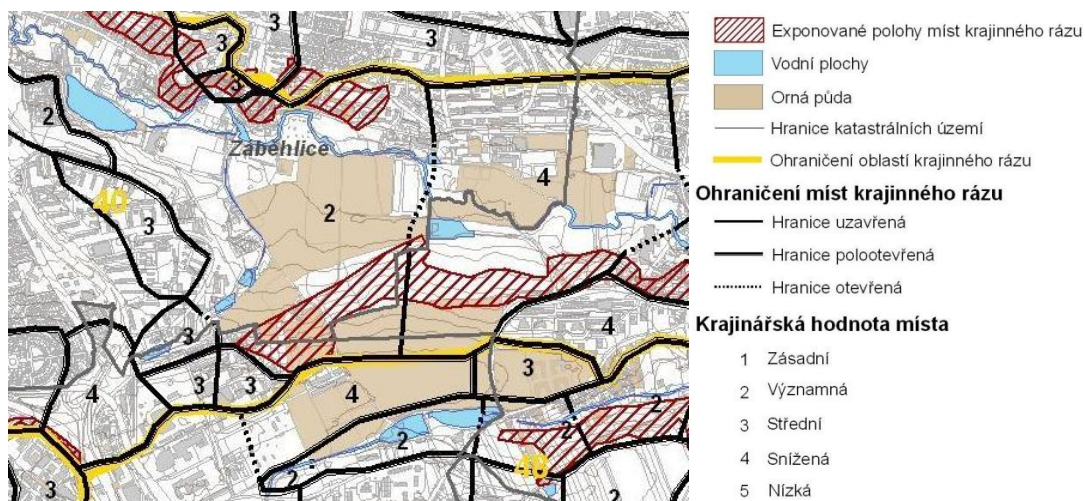 3
3
3
3
2
Záběhlice
4
40
3
2
3
4
4
3
3
3
4
2
2
2
40
3
2
Exponované polohy míst krajinného rázu
Vodní plochy
Orná půda
Hranice katastrálních území
Ohraničení oblastí krajinného rázu
Ohraničení míst krajinného rázu
Hranice uzavřená
Hranice polootevřená
Hranice otevřená
Krajinářská hodnota místa
1 Zásadní
2 Významná
3 Střední
4 Snížená
5 Nízká